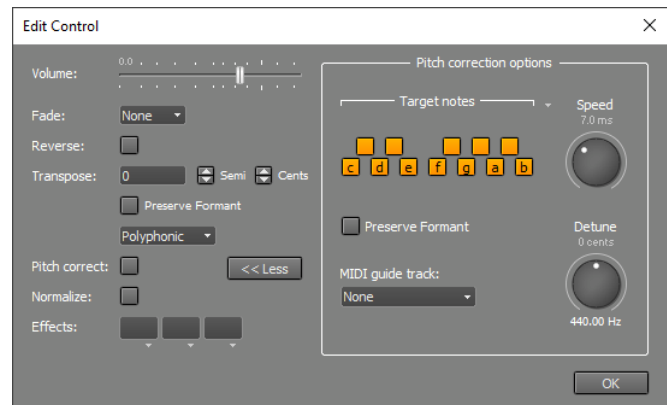 Edit Control
Volume:
0.0
Fade:
None
Reverse:
Transpose:
0
Semi
Cents
Preserve Formant
Polyphonic
Pitch correct:
<< Less
Normalize:
Effects:
Pitch correction options
Target notes
Speed
7.0 ms
c d e f g a b
Preserve Formant
Detune
0 cents
MIDI guide track:
None
440.00 Hz
OK